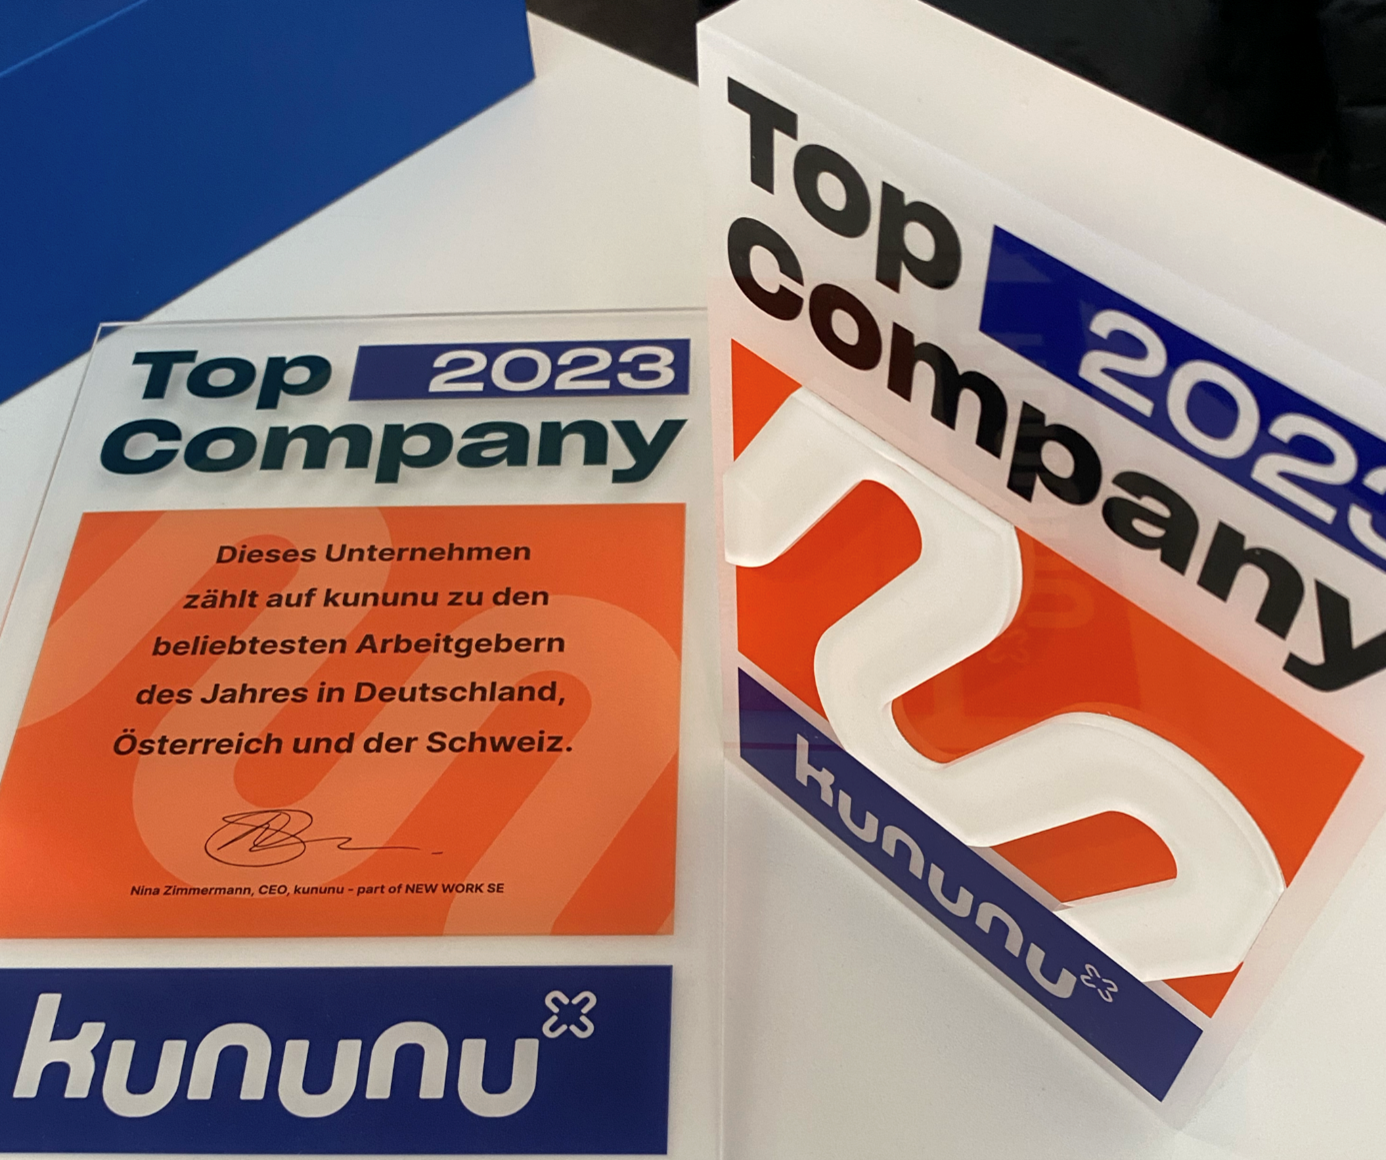 Top 2023
Company
Dieses Unternehmen
zählt auf kununu zu den
beliebtesten Arbeitgebern
des Jahres in Deutschland,
Österreich und der Schweiz.
Nina Zimmermann, CEO, kununu - part of NEW WORK SE
kununu
Top 2023
Company
kununu